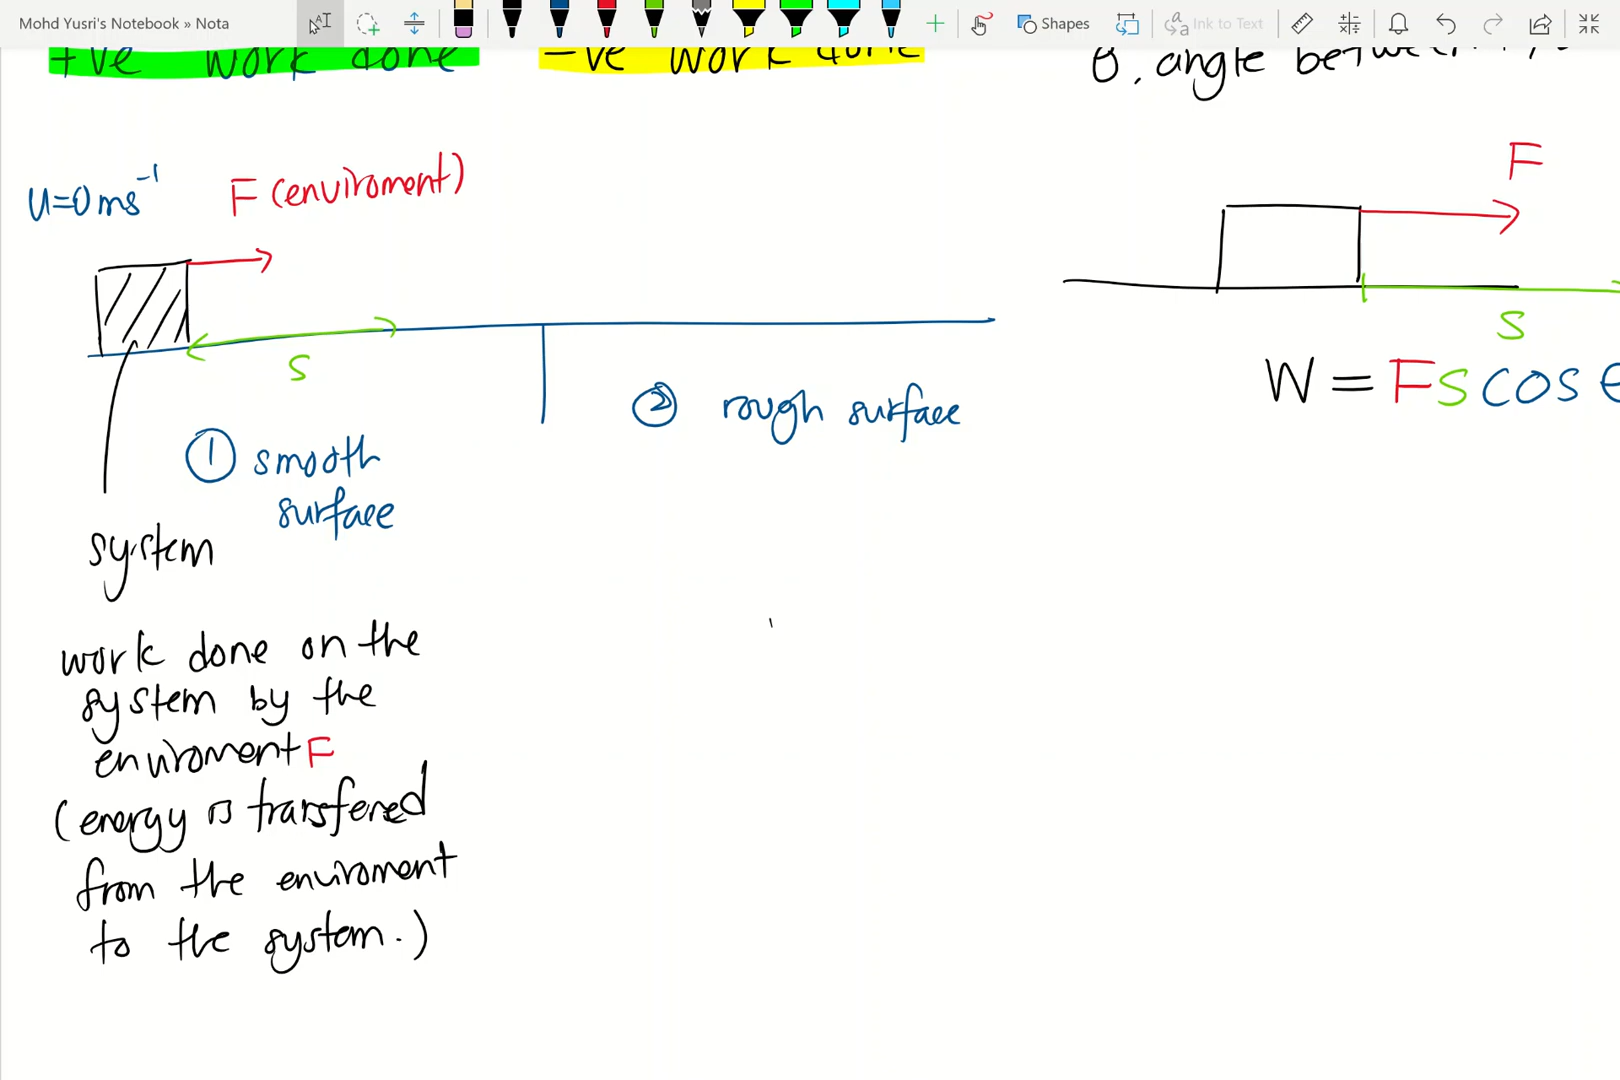 Mohd Yusri's Notebook » Nota
Shapes
Ink to Text
+ve work done
-ve work done
θ, angle between
u=0ms⁻¹
F (enviroment)
S
① smooth
surface
② rough surface
system
work done on the
system by the
enviroment F
(energy is transfered
from the enviroment
to the system.)
F
S
W = FS cos θ